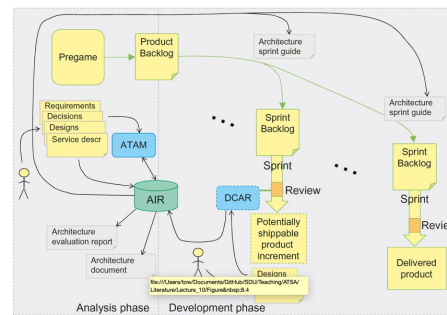 Pregame
Product
Backlog
Architecture
sprint guide
Architecture
sprint guide
Requirements
Decisions
Designs
Service descr
ATAM
Sprint
Backlog
Sprint
Backlog
Sprint
Review
Sprint
Review
AIR
DCAR
Architecture
evaluation report
Architecture
document
Potentially
shippable
product
increment
Delivered
product
Designs
file:///Users/tow/Documents/GitHub/SDU/Teaching/ATSA/
Literature/Lecture_10/Figure&nbsp;8.4
Analysis phase
Development phase